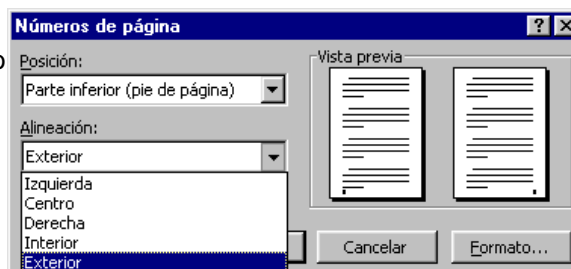 Números de página
o
Posición:
Vista previa
Parte inferior (pie de página)
Alineación:
Exterior
Izquierda
Centro
Derecha
Interior
Exterior
Cancelar
Formato...